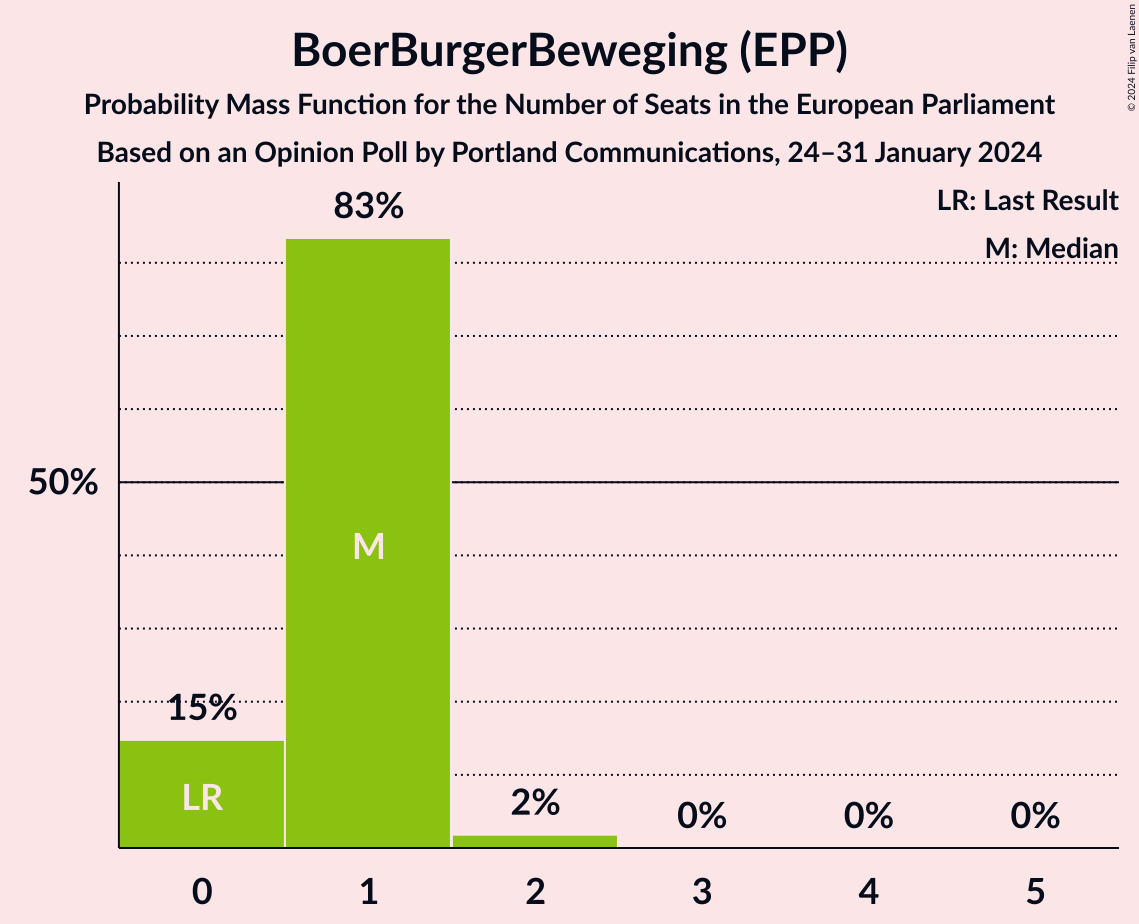 BoerBurgerBeweging (EPP)
Probability Mass Function for the Number of Seats in the European Parliament
Based on an Opinion Poll by Portland Communications, 24–31 January 2024
© 2024 Filip van Laenen
LR: Last Result
M: Median
83%
50%
M
15%
LR
2%
0%
0%
0%
0
1
2
3
4
5